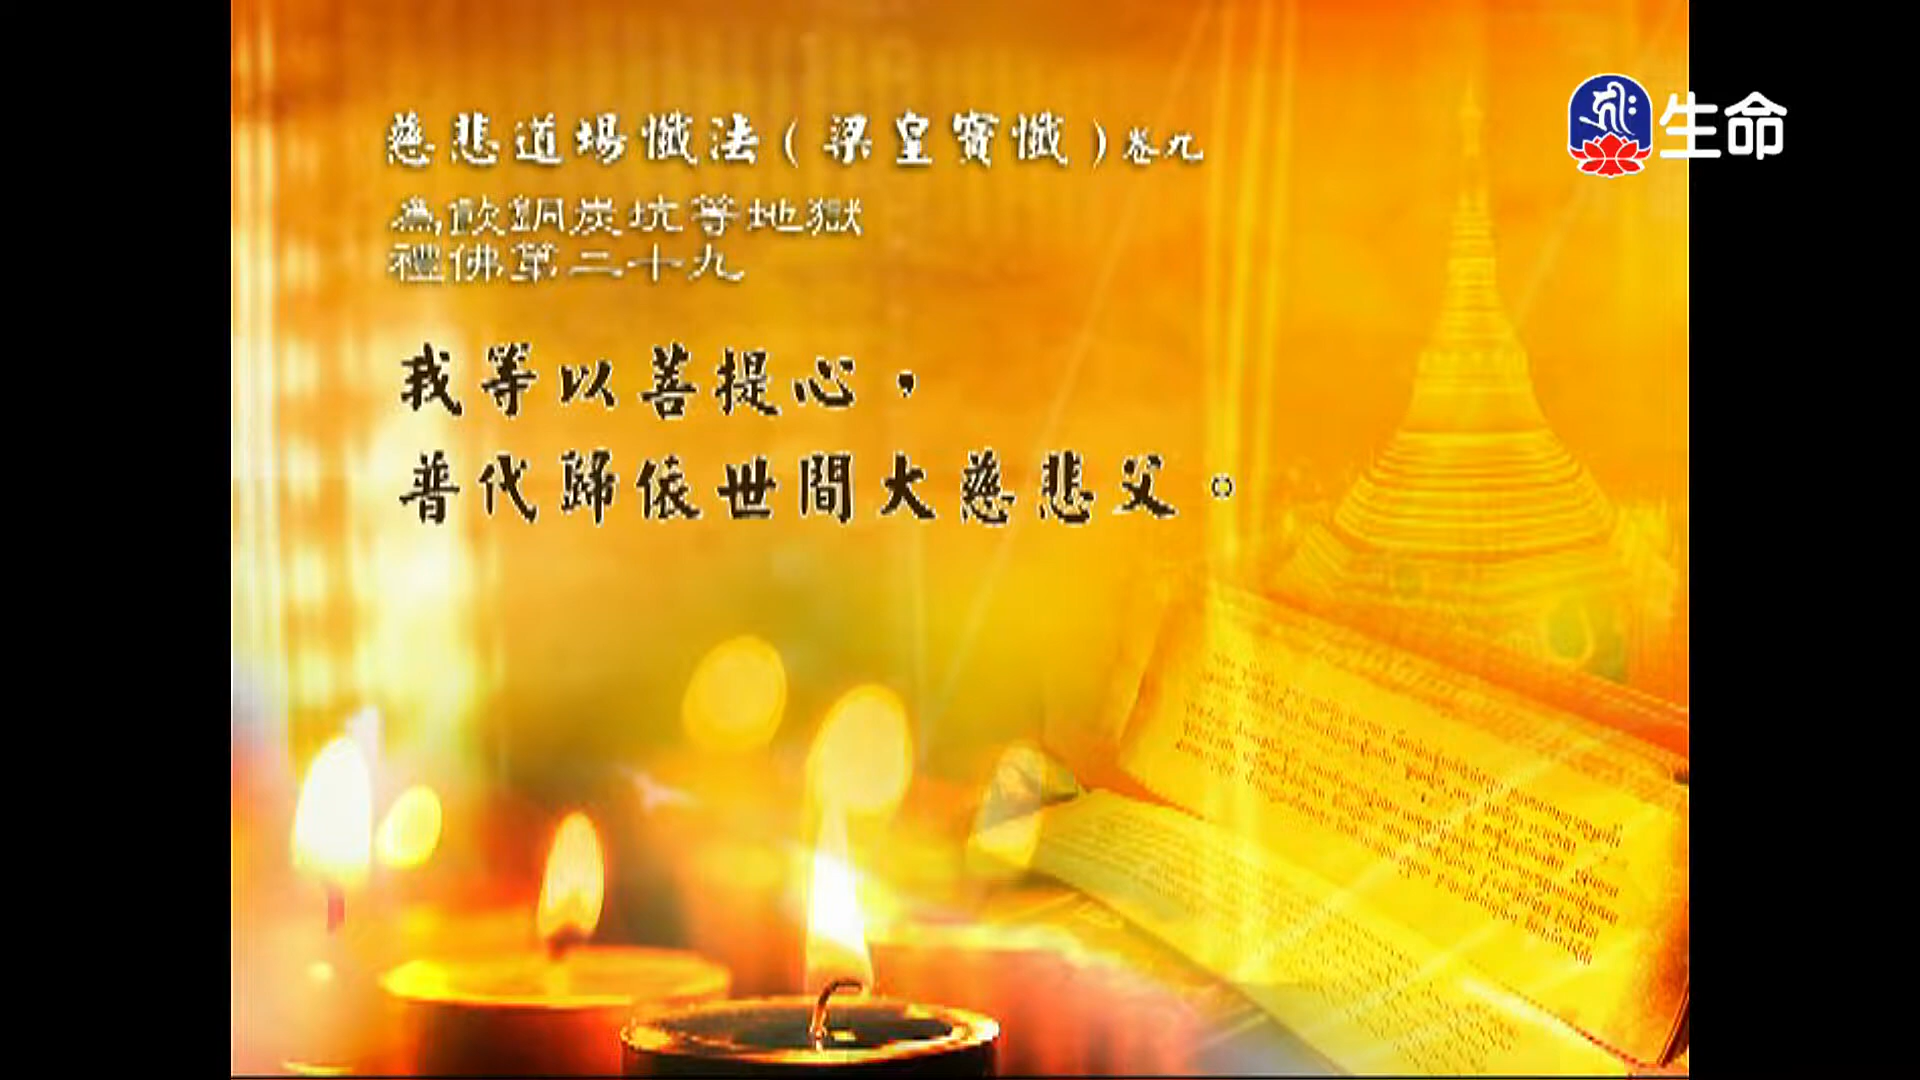 慈悲道場懺法(梁皇寶懺)卷九
為飲銅炭坑等地獄
禮佛第二十九
我等以菩提心，
普代歸依世間大慈悲父。
生命